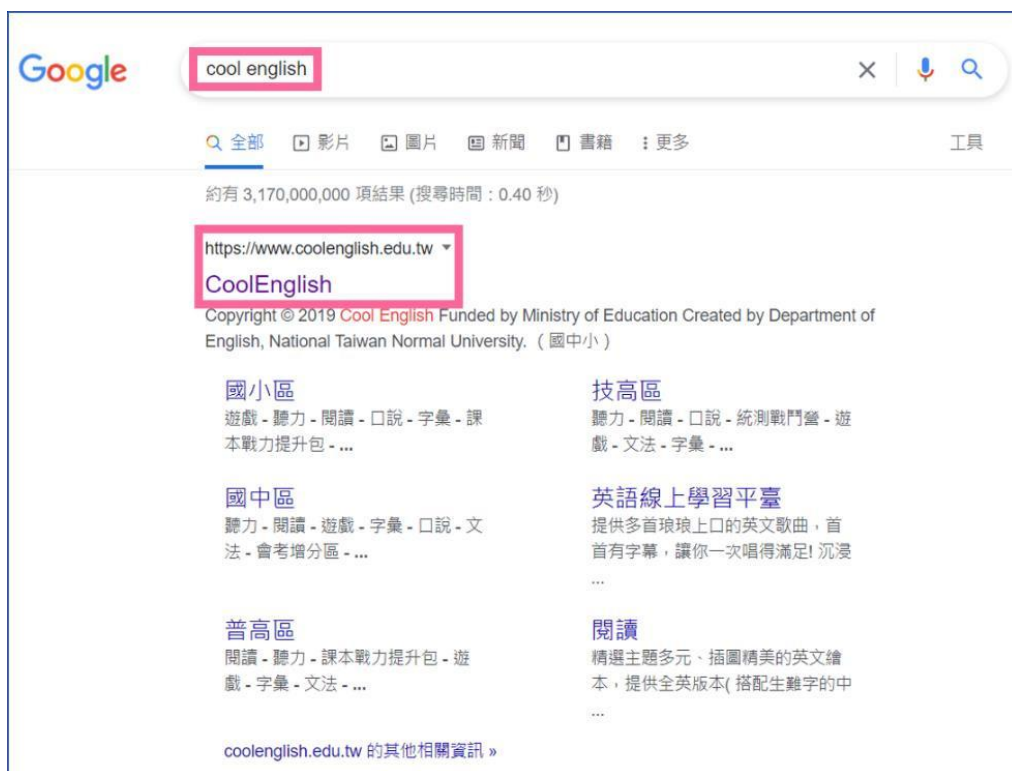 Google
cool english
全部 影片 圖片 新聞 書籍 更多 工具
約有 3,170,000,000 項結果 (搜尋時間：0.40 秒)
https://www.coolenglish.edu.tw
CoolEnglish
Copyright © 2019 Cool English Funded by Ministry of Education Created by Department of
English, National Taiwan Normal University. （國中小）
國小區
遊戲 - 聽力 - 閱讀 - 口說 - 字彙 - 課
本戰力提升包 - ...
技高區
聽力 - 閱讀 - 口說 - 統測戰鬥營 - 遊
戲 - 文法 - 字彙 - ...
國中區
聽力 - 閱讀 - 遊戲 - 字彙 - 口說 - 文
法 - 會考增分區 - ...
英語線上學習平臺
提供多首琅琅上口的英文歌曲，首
首有字幕，讓你一次唱得滿足! 沉浸
...
普高區
閱讀 - 聽力 - 課本戰力提升包 - 遊
戲 - 字彙 - 文法 - ...
閱讀
精選主題多元、插圖精美的英文繪
本，提供全英版本( 搭配生難字的中
...
coolenglish.edu.tw 的其他相關資訊 »